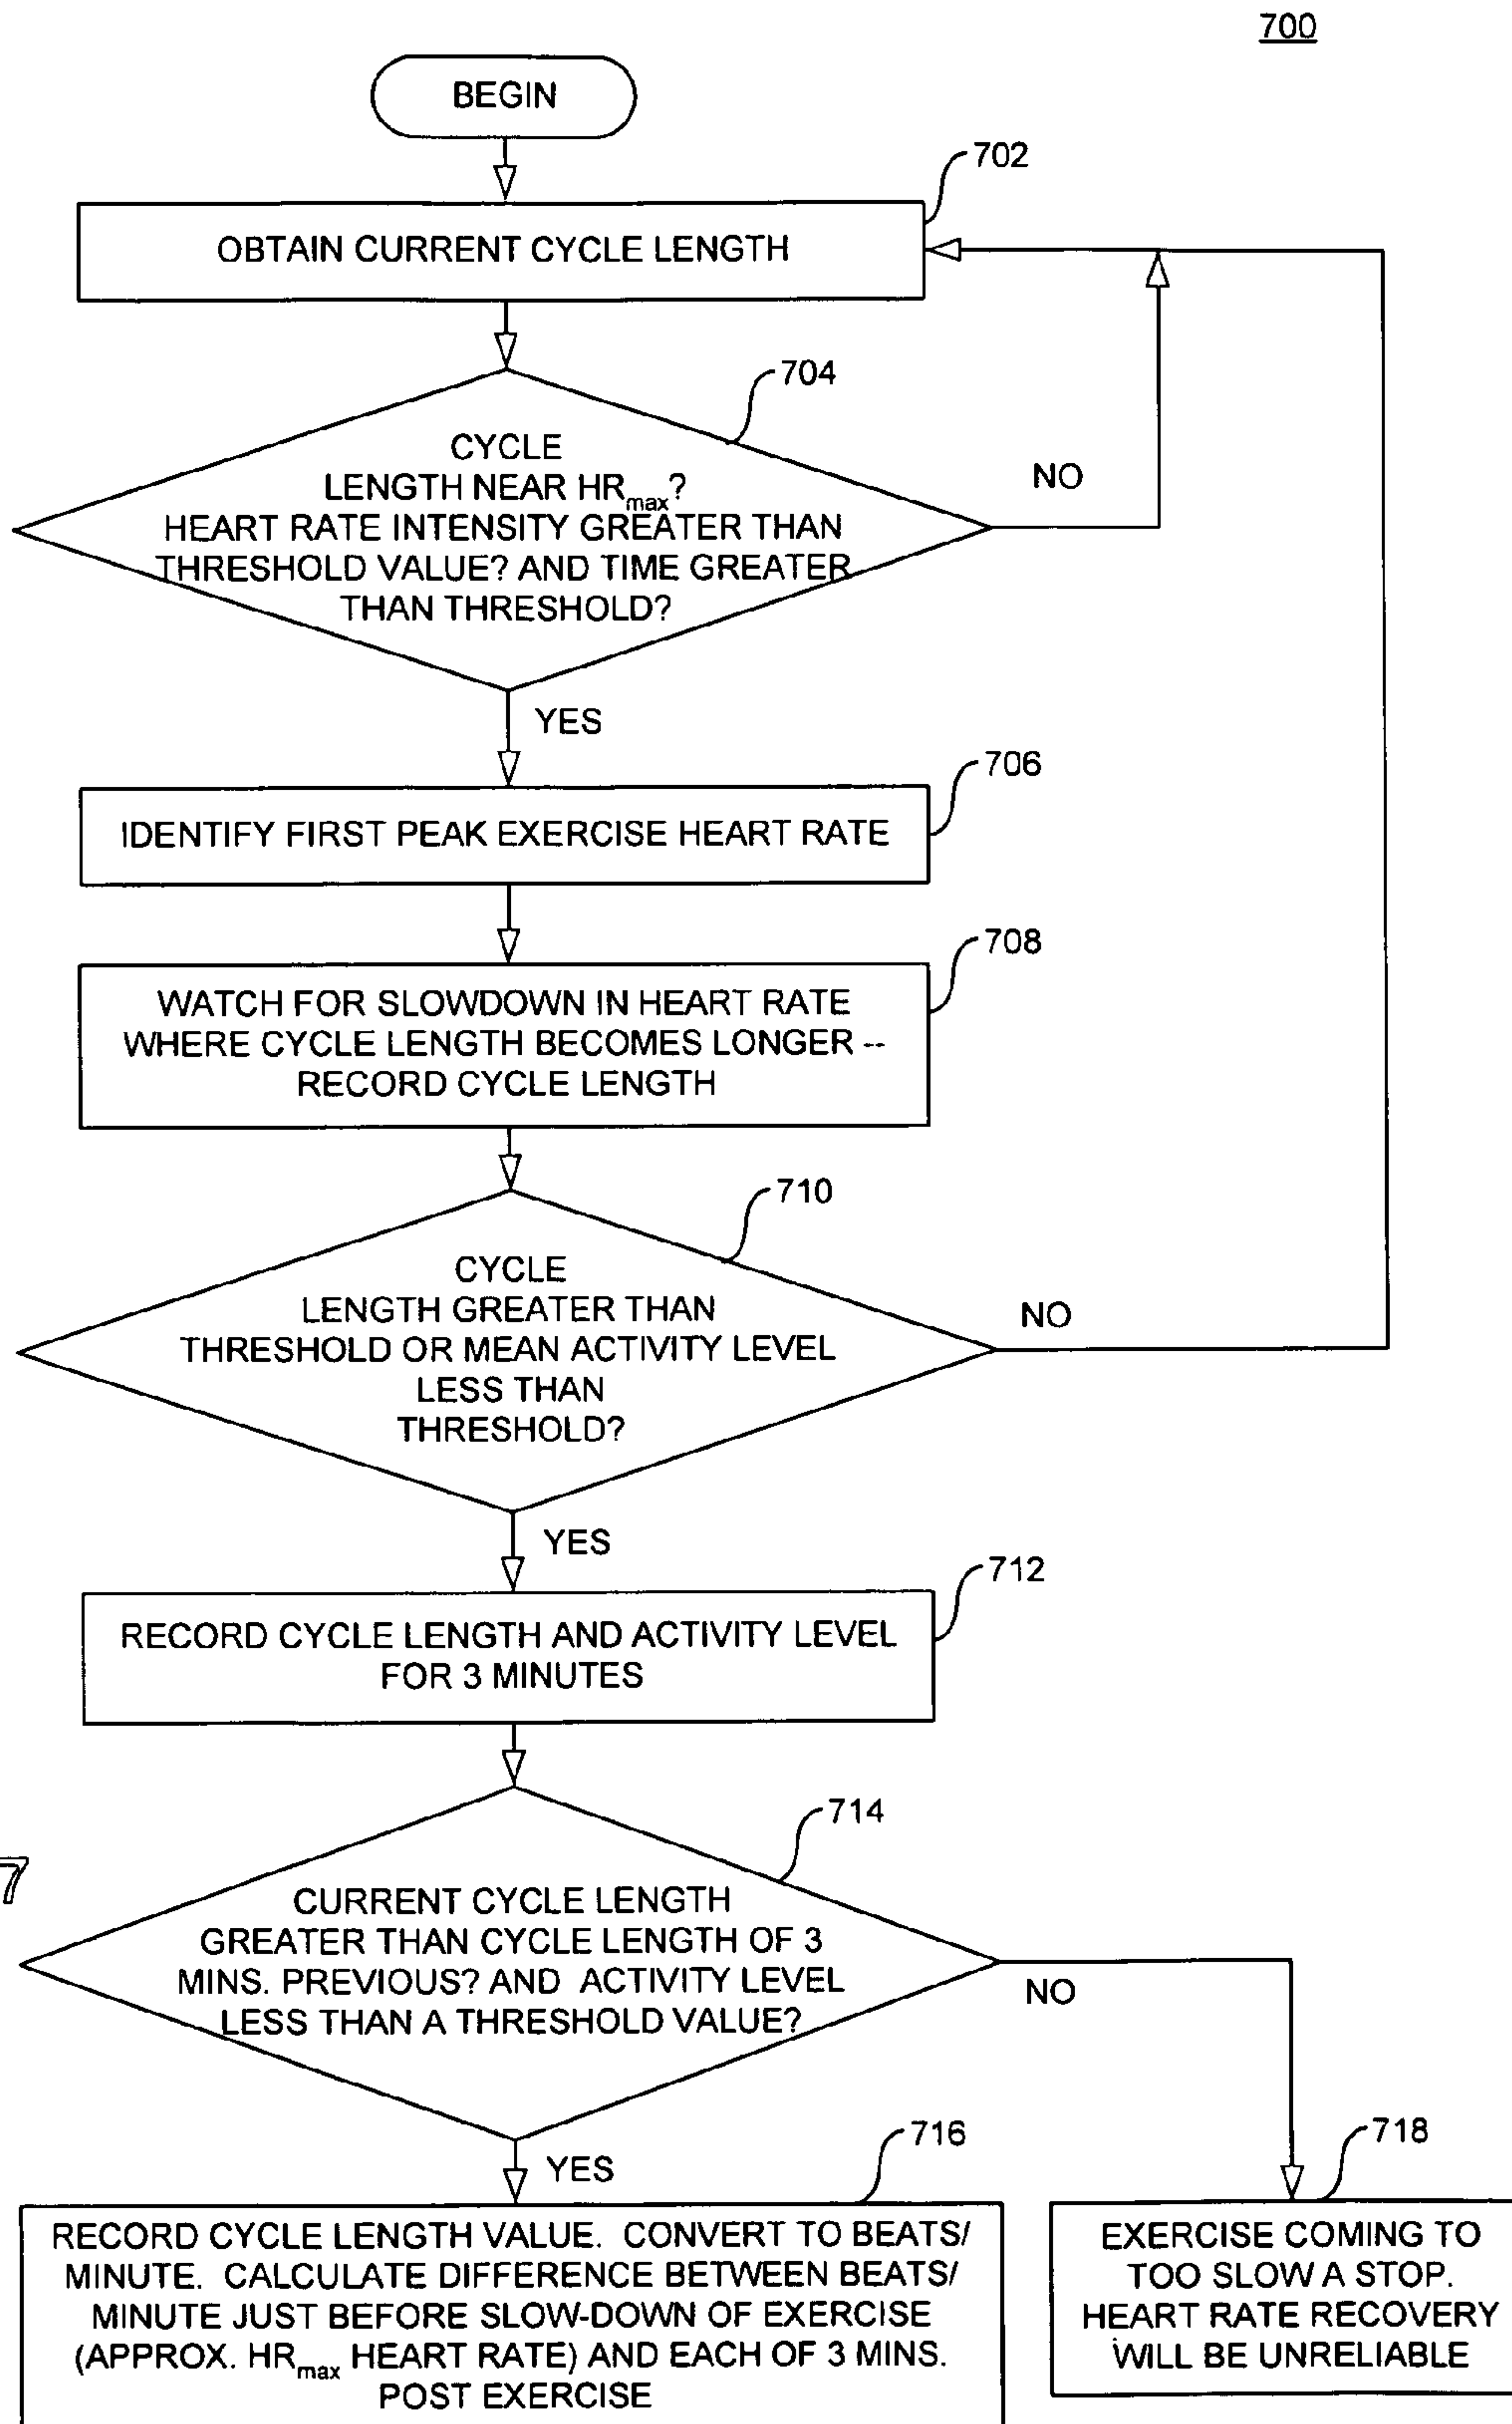 700
BEGIN
702
OBTAIN CURRENT CYCLE LENGTH
704
CYCLE
LENGTH NEAR HRmax?
HEART RATE INTENSITY GREATER THAN
THRESHOLD VALUE? AND TIME GREATER
THAN THRESHOLD?
NO
YES
706
IDENTIFY FIRST PEAK EXERCISE HEART RATE
708
WATCH FOR SLOWDOWN IN HEART RATE
WHERE CYCLE LENGTH BECOMES LONGER --
RECORD CYCLE LENGTH
710
CYCLE
LENGTH GREATER THAN
THRESHOLD OR MEAN ACTIVITY LEVEL
LESS THAN
THRESHOLD?
NO
YES
712
RECORD CYCLE LENGTH AND ACTIVITY LEVEL
FOR 3 MINUTES
7
714
CURRENT CYCLE LENGTH
GREATER THAN CYCLE LENGTH OF 3
MINS. PREVIOUS? AND ACTIVITY LEVEL
LESS THAN A THRESHOLD VALUE?
NO
YES
716
RECORD CYCLE LENGTH VALUE. CONVERT TO BEATS/
MINUTE. CALCULATE DIFFERENCE BETWEEN BEATS/
MINUTE JUST BEFORE SLOW-DOWN OF EXERCISE
(APPROX. HRmax HEART RATE) AND EACH OF 3 MINS.
POST EXERCISE
718
EXERCISE COMING TO
TOO SLOW A STOP.
HEART RATE RECOVERY
WILL BE UNRELIABLE